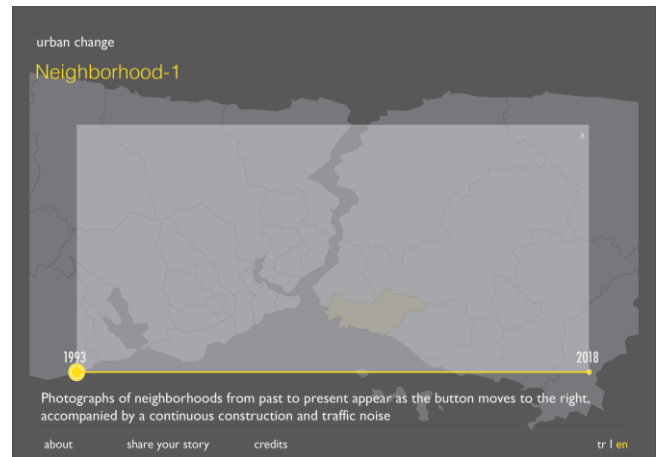 urban change
Neighborhood-1
x
1993
2018
Photographs of neighborhoods from past to present appear as the button moves to the right,
accompanied by a continuous construction and traffic noise
about share your story credits tr l en